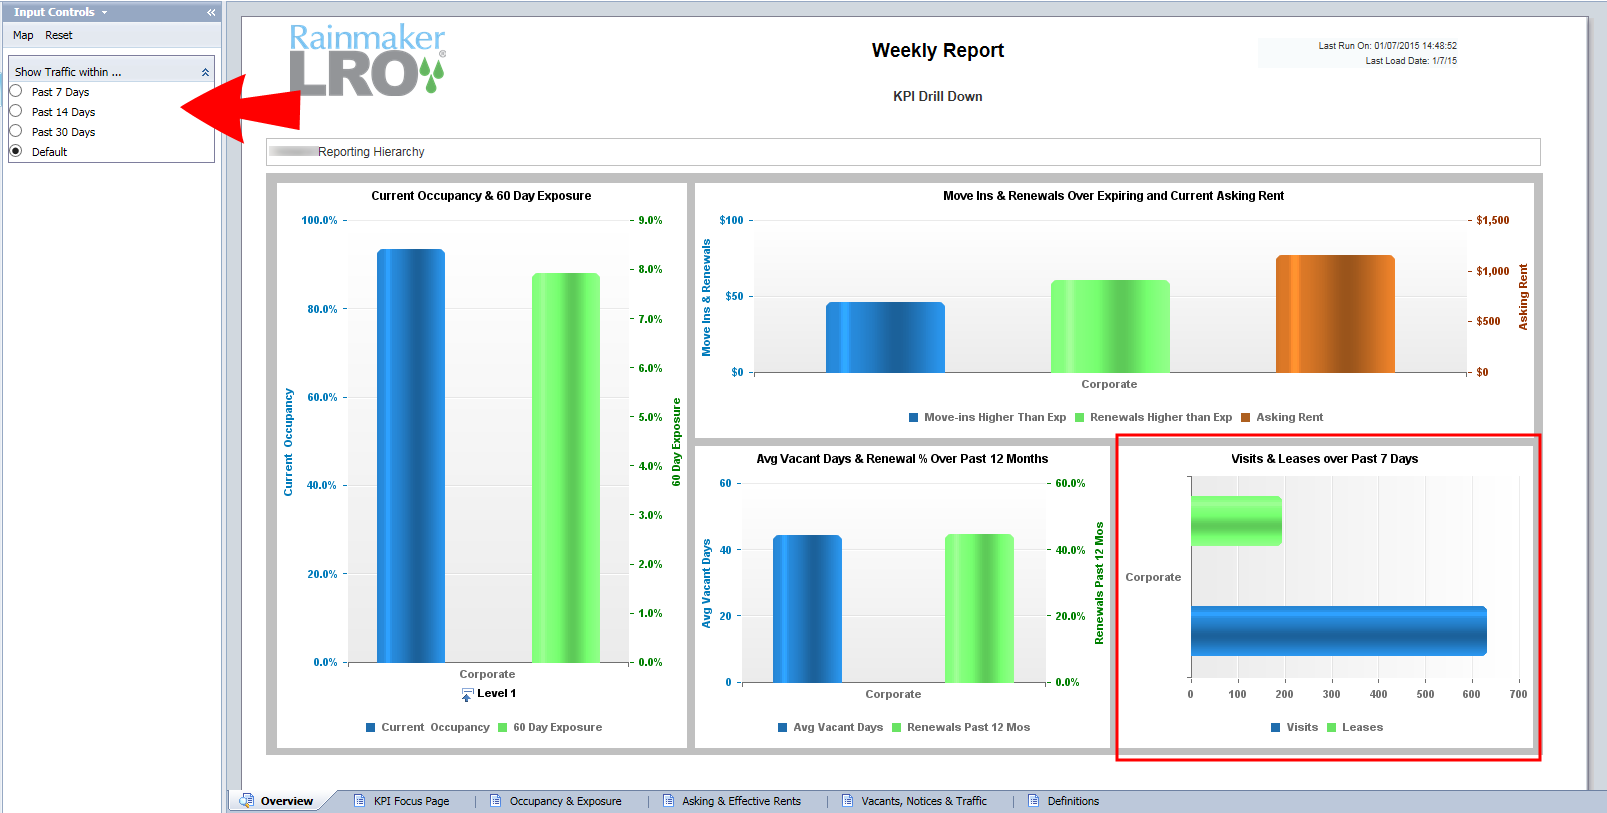 Input Controls
Map Reset
Show Traffic within ...
Past 7 Days
Past 14 Days
Past 30 Days
Default
Rainmaker
LRO®
Weekly Report
KPI Drill Down
Last Run On: 01/07/2015 14:48:52
Last Load Date: 1/7/15
Reporting Hierarchy
Current Occupancy & 60 Day Exposure
100.0%
80.0%
60.0%
40.0%
20.0%
0.0%
Current Occupancy
9.0%
8.0%
7.0%
6.0%
5.0%
4.0%
3.0%
2.0%
1.0%
0.0%
60 Day Exposure
Corporate
Level 1
Current Occupancy 60 Day Exposure
Move Ins & Renewals Over Expiring and Current Asking Rent
$100
$50
$0
Move Ins & Renewals
$1,500
$1,000
$500
$0
Asking Rent
Corporate
Move-ins Higher Than Exp Renewals Higher than Exp Asking Rent
Avg Vacant Days & Renewal % Over Past 12 Months
60
40
20
0
Avg Vacant Days
60.0%
40.0%
20.0%
0.0%
Renewals Past 12 Mos
Corporate
Avg Vacant Days Renewals Past 12 Mos
Visits & Leases over Past 7 Days
Corporate
0 100 200 300 400 500 600 700
Visits Leases
Overview KPI Focus Page Occupancy & Exposure Asking & Effective Rents Vacants, Notices & Traffic Definitions